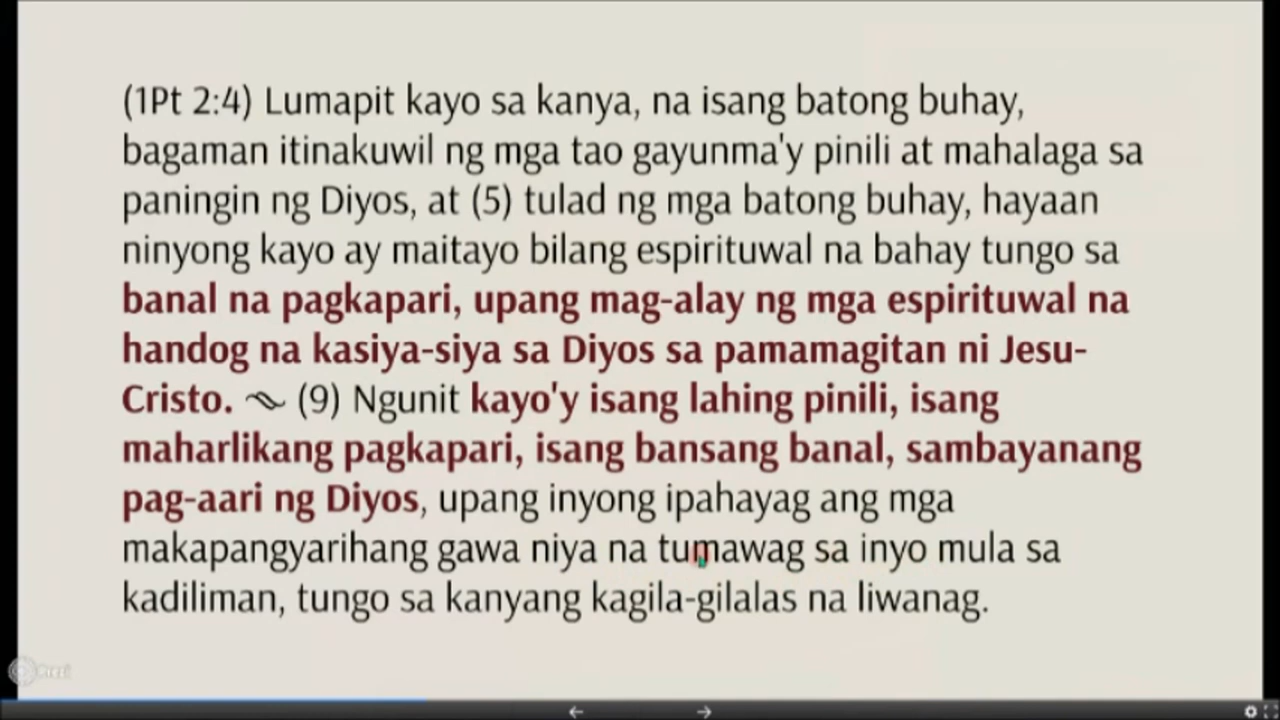 (1Pt 2:4) Lumapit kayo sa kanya, na isang batong buhay,
bagaman itinakuwil ng mga tao gayunma'y pinili at mahalaga sa
paningin ng Diyos, at (5) tulad ng mga batong buhay, hayaan
ninyong kayo ay maitayo bilang espirituwal na bahay tungo sa
banal na pagkapari, upang mag-alay ng mga espirituwal na
handog na kasiya-siya sa Diyos sa pamamagitan ni Jesu-
Cristo. (9) Ngunit kayo'y isang lahing pinili, isang
maharlikang pagkapari, isang bansang banal, sambayanang
pag-aari ng Diyos, upang inyong ipahayag ang mga
makapangyarihang gawa niya na tumawag sa inyo mula sa
kadiliman, tungo sa kanyang kagila-gilalas na liwanag.